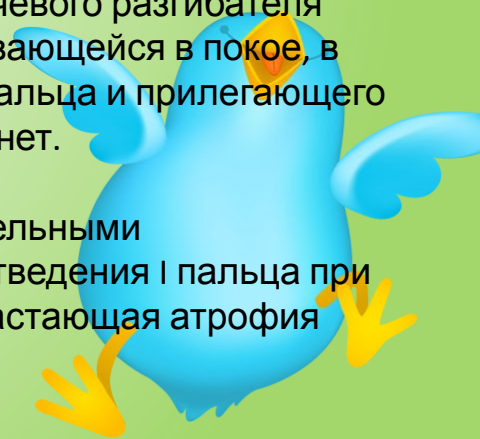 чевого разгибателя
вающейся в покое, в
альца и прилегающего
нет.
ельными
тведения I пальца при
астающая атрофия